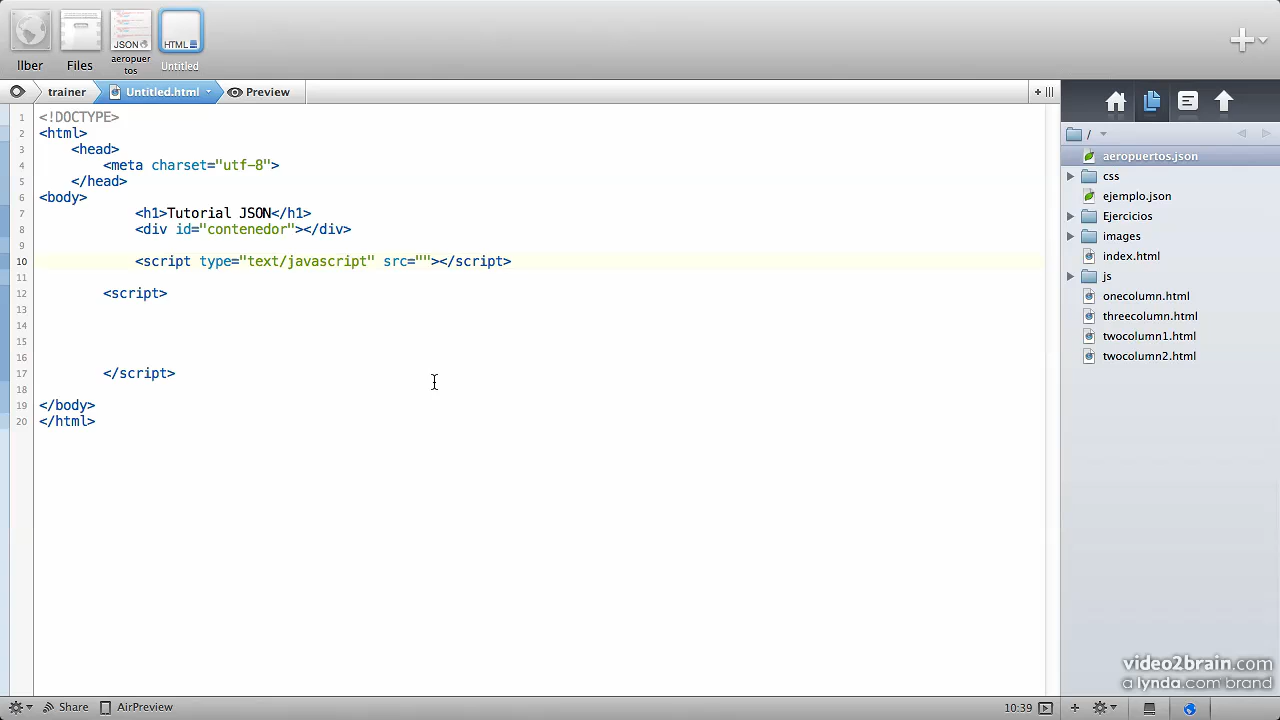 JSON
HTML
Ilber
Files
aeropuer
tos
Untitled
trainer
Untitled.html
Preview
1 <!DOCTYPE>
2 <html>
3 <head>
4 <meta charset="utf-8">
5 </head>
6 <body>
7 <h1>Tutorial JSON</h1>
8 <div id="contenedor"></div>
9
10 <script type="text/javascript" src=""></script>
11
12 <script>
13
14
15
16
17 </script>
18
19 </body>
20 </html>
/
aeropuertos.json
css
ejemplo.json
Ejercicios
images
index.html
js
onecolumn.html
threecolumn.html
twocolumn1.html
twocolumn2.html
video2brain.com
a lynda.com brand
Share
AirPreview
10:39